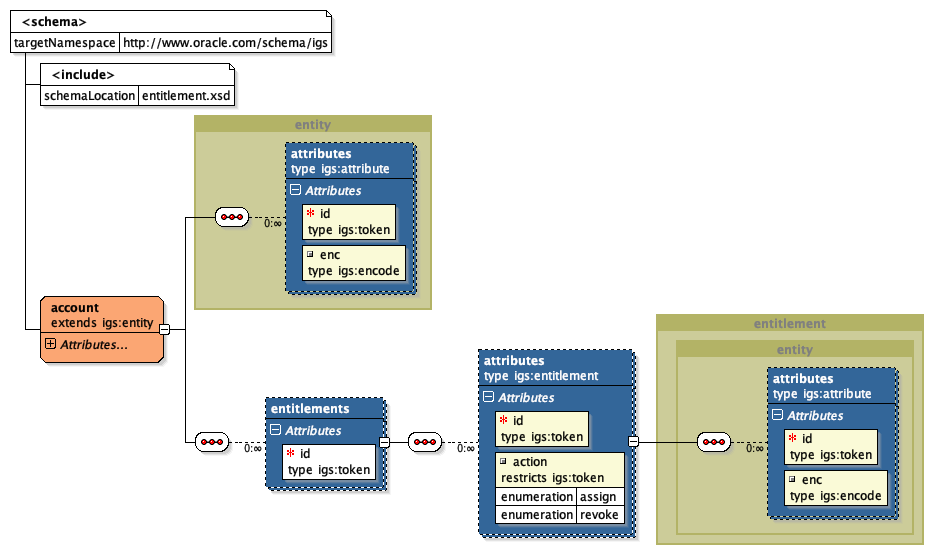 <schema>
targetNamespace http://www.oracle.com/schema/igs
<include>
schemaLocation entitlement.xsd
entity
attributes
type igs:attribute
Attributes
* id
type igs:token
enc
type igs:encode
0:∞
account
extends igs:entity
Attributes...
entitlements
Attributes
* id
type igs:token
0:∞
attributes
type igs:entitlement
Attributes
* id
type igs:token
action
restricts igs:token
enumeration assign
enumeration revoke
0:∞
entitlement
entity
attributes
type igs:attribute
Attributes
* id
type igs:token
enc
type igs:encode
0:∞